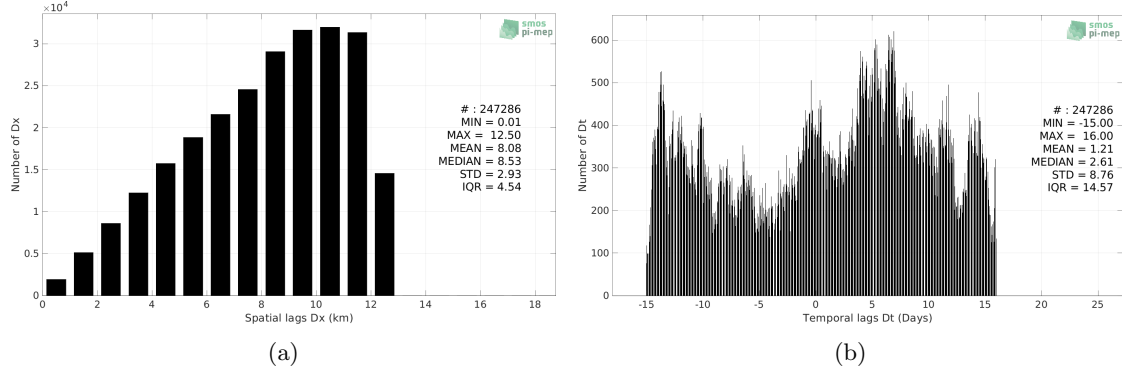 ×10⁴
smos
pi-mep
3
2.5
2
1.5
1
0.5
0
Number of Dx
# : 247286
MIN = 0.01
MAX = 12.50
MEAN = 8.08
MEDIAN = 8.53
STD = 2.93
IQR = 4.54
0 2 4 6 8 10 12 14 16 18
Spatial lags Dx (km)
(a)
smos
pi-mep
600
500
400
300
200
100
0
Number of Dt
# : 247286
MIN = -15.00
MAX = 16.00
MEAN = 1.21
MEDIAN = 2.61
STD = 8.76
IQR = 14.57
-15 -10 -5 0 5 10 15 20 25
Temporal lags Dt (Days)
(b)